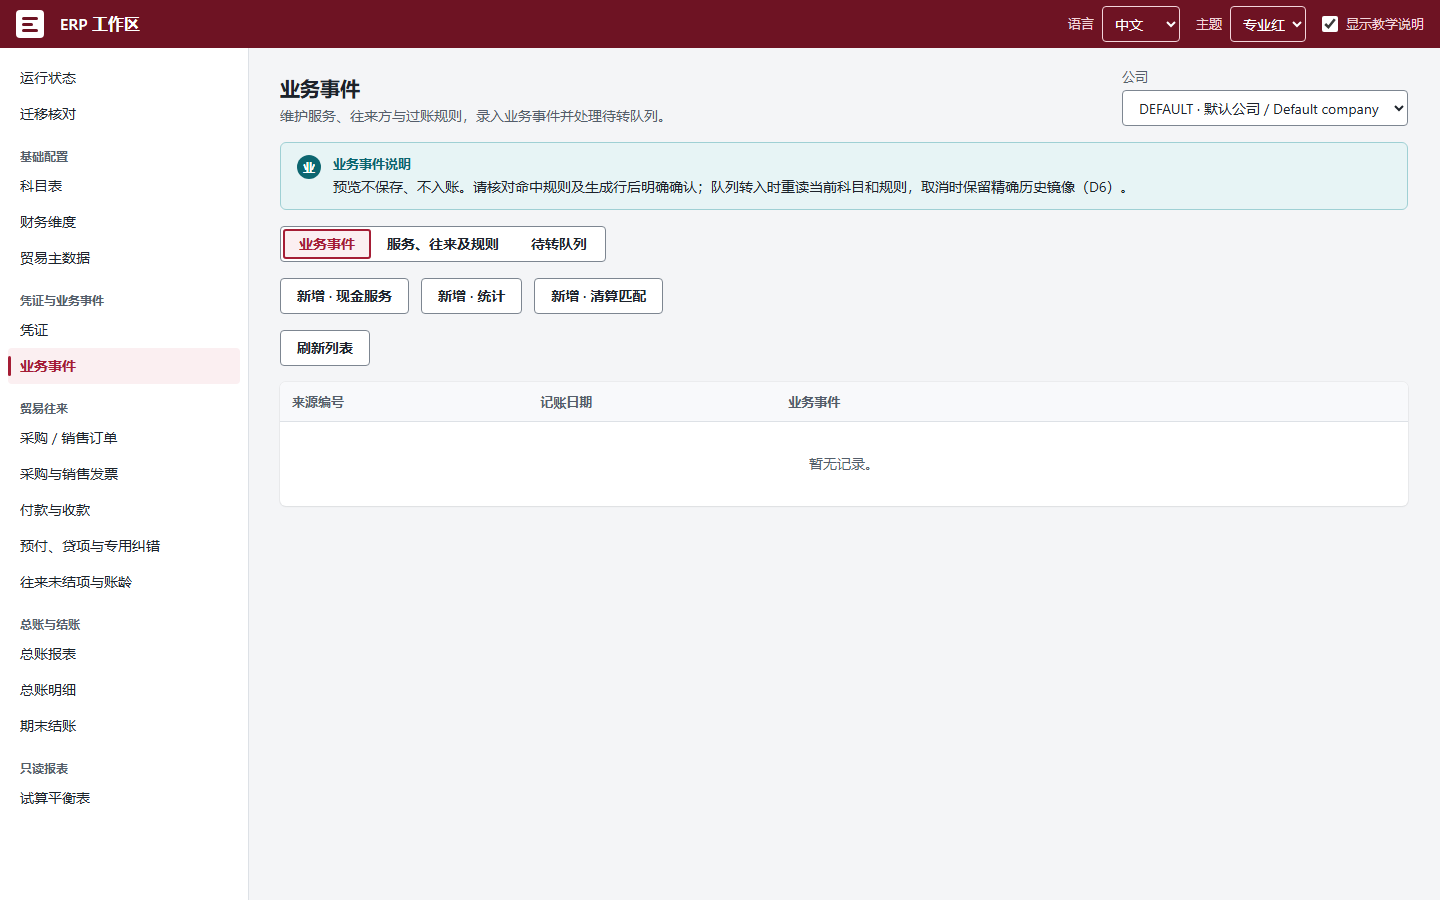 ERP 工作区
语言 中文 主题 专业红 显示教学说明
运行状态
迁移核对
基础配置
科目表
财务维度
贸易主数据
凭证与业务事件
凭证
业务事件
贸易往来
采购 / 销售订单
采购与销售发票
付款与收款
预付、贷项与专用纠错
往来未结项与账龄
总账与结账
总账报表
总账明细
期末结账
只读报表
试算平衡表
业务事件
维护服务、往来方与过账规则，录入业务事件并处理待转队列。
公司
DEFAULT · 默认公司 / Default company
业
业务事件说明
预览不保存、不入账。请核对命中规则及生成行后明确确认；队列转入时重读当前科目和规则，取消时保留精确历史镜像（D6）。
业务事件 服务、往来及规则 待转队列
新增 · 现金服务 新增 · 统计 新增 · 清算匹配
刷新列表
来源编号 记账日期 业务事件
暂无记录。